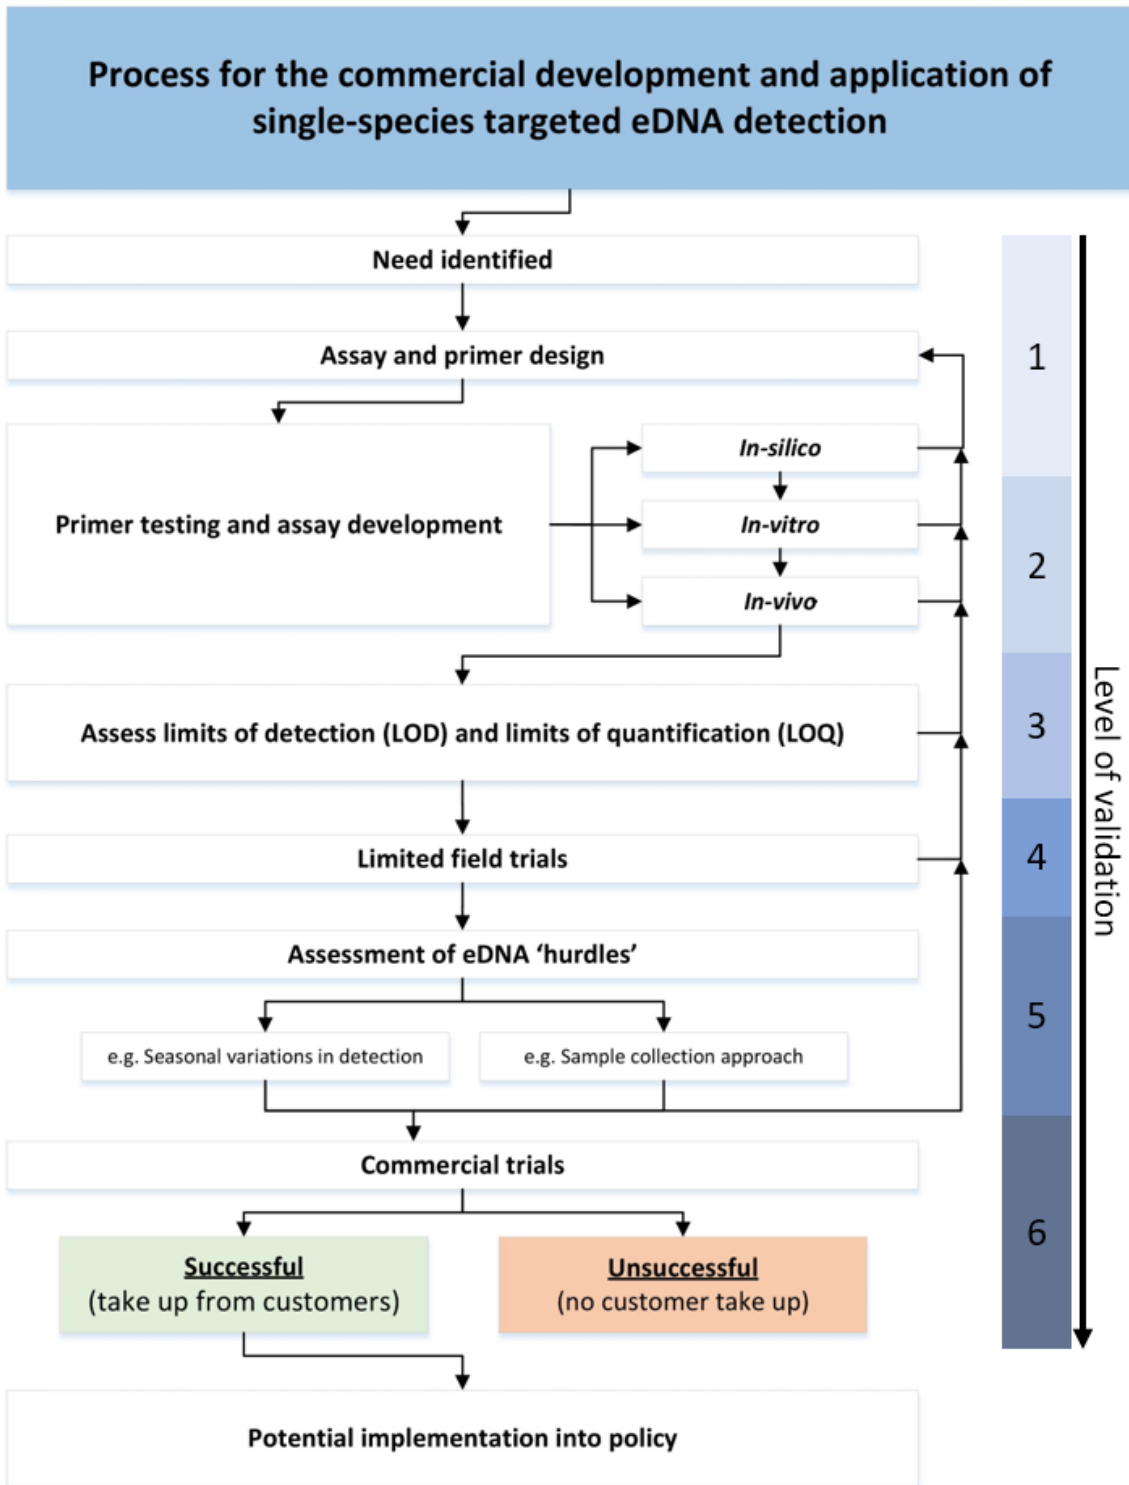 Process for the commercial development and application of
single-species targeted eDNA detection
Need identified
Assay and primer design
Primer testing and assay development
In-silico
In-vitro
In-vivo
Assess limits of detection (LOD) and limits of quantification (LOQ)
Limited field trials
Assessment of eDNA ‘hurdles’
e.g. Seasonal variations in detection
e.g. Sample collection approach
Commercial trials
Successful
(take up from customers)
Unsuccessful
(no customer take up)
Potential implementation into policy
1
2
3
4
5
6
Level of validation